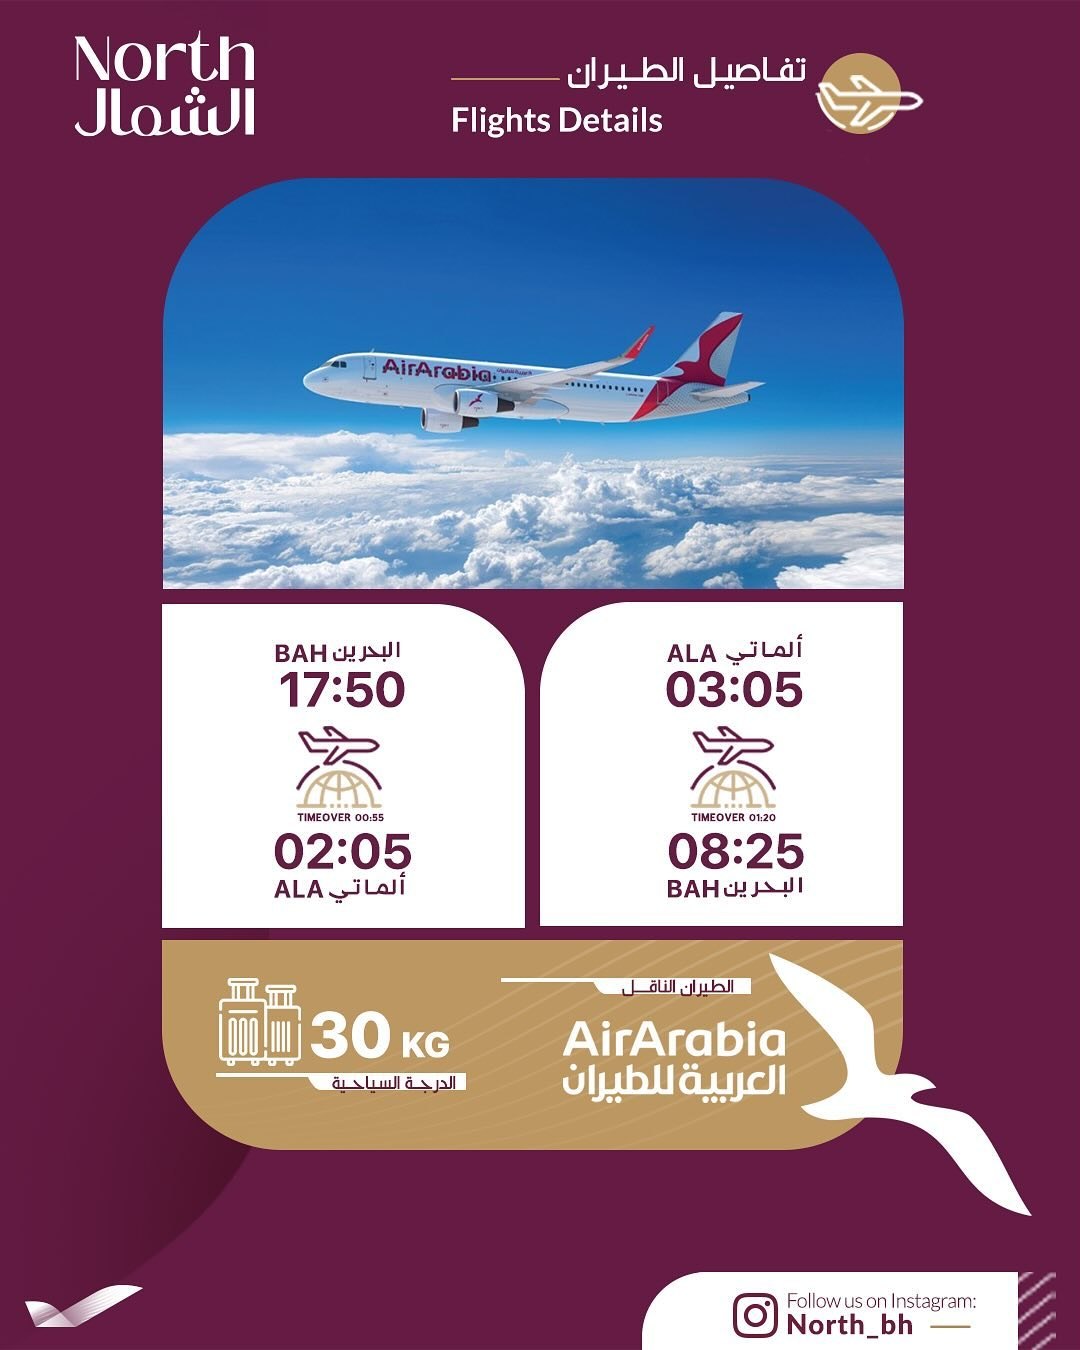 North
الشمال
تفاصيل الطيران
Flights Details
AirArabia العربية للطيران
BAH البحرين
17:50
TIMEOVER 00:55
02:05
ALA ألماتي
ALA ألماتي
03:05
TIMEOVER 01:20
08:25
BAH البحرين
30 KG
الدرجة السياحية
الطيران الناقل
AirArabia
العربية للطيران
Follow us on Instagram:
North_bh